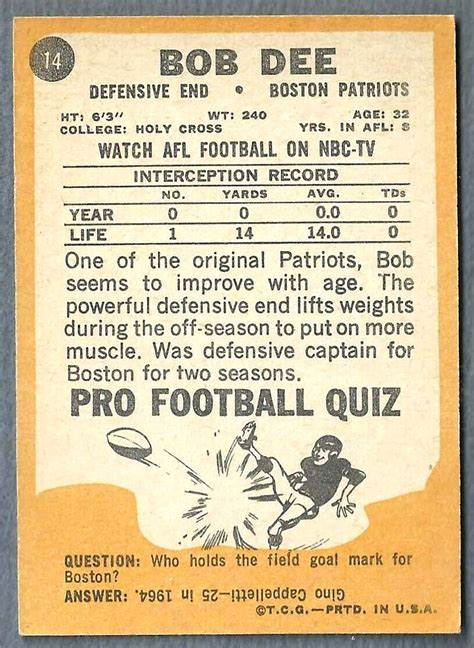 14
BOB DEE
DEFENSIVE END • BOSTON PATRIOTS
HT: 6'3" WT: 240 AGE: 32
COLLEGE: HOLY CROSS YRS. IN AFL: 8
WATCH AFL FOOTBALL ON NBC-TV
INTERCEPTION RECORD
NO. YARDS AVG. TDs
YEAR 0 0 0.0 0
LIFE 1 14 14.0 0
One of the original Patriots, Bob
seems to improve with age. The
powerful defensive end lifts weights
during the off-season to put on more
muscle. Was defensive captain for
Boston for two seasons.
PRO FOOTBALL QUIZ
QUESTION: Who holds the field goal mark for
Boston?
ANSWER: Gino Cappelletti—25 in 1964.
©T.C.G.—PRTD. IN U.S.A.